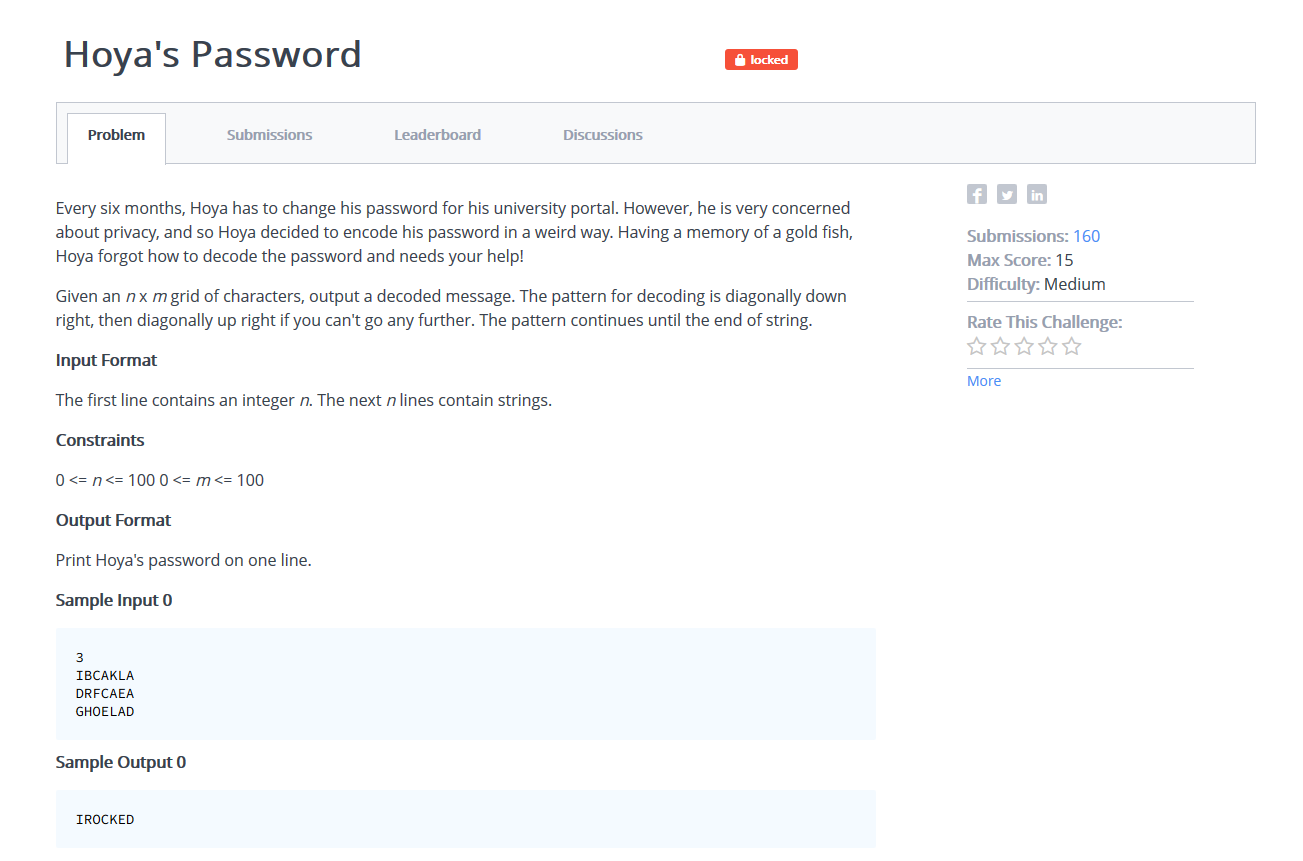 Hoya's Password
locked
Problem
Submissions
Leaderboard
Discussions
Every six months, Hoya has to change his password for his university portal. However, he is very concerned
about privacy, and so Hoya decided to encode his password in a weird way. Having a memory of a gold fish,
Hoya forgot how to decode the password and needs your help!
Given an n x m grid of characters, output a decoded message. The pattern for decoding is diagonally down
right, then diagonally up right if you can't go any further. The pattern continues until the end of string.
Input Format
The first line contains an integer n. The next n lines contain strings.
Constraints
0 <= n <= 100 0 <= m <= 100
Output Format
Print Hoya's password on one line.
Sample Input 0
3
IBCAKLA
DRFCAEA
GHOELAD
Sample Output 0
IROCKED
f
in
Submissions: 160
Max Score: 15
Difficulty: Medium
Rate This Challenge:
More